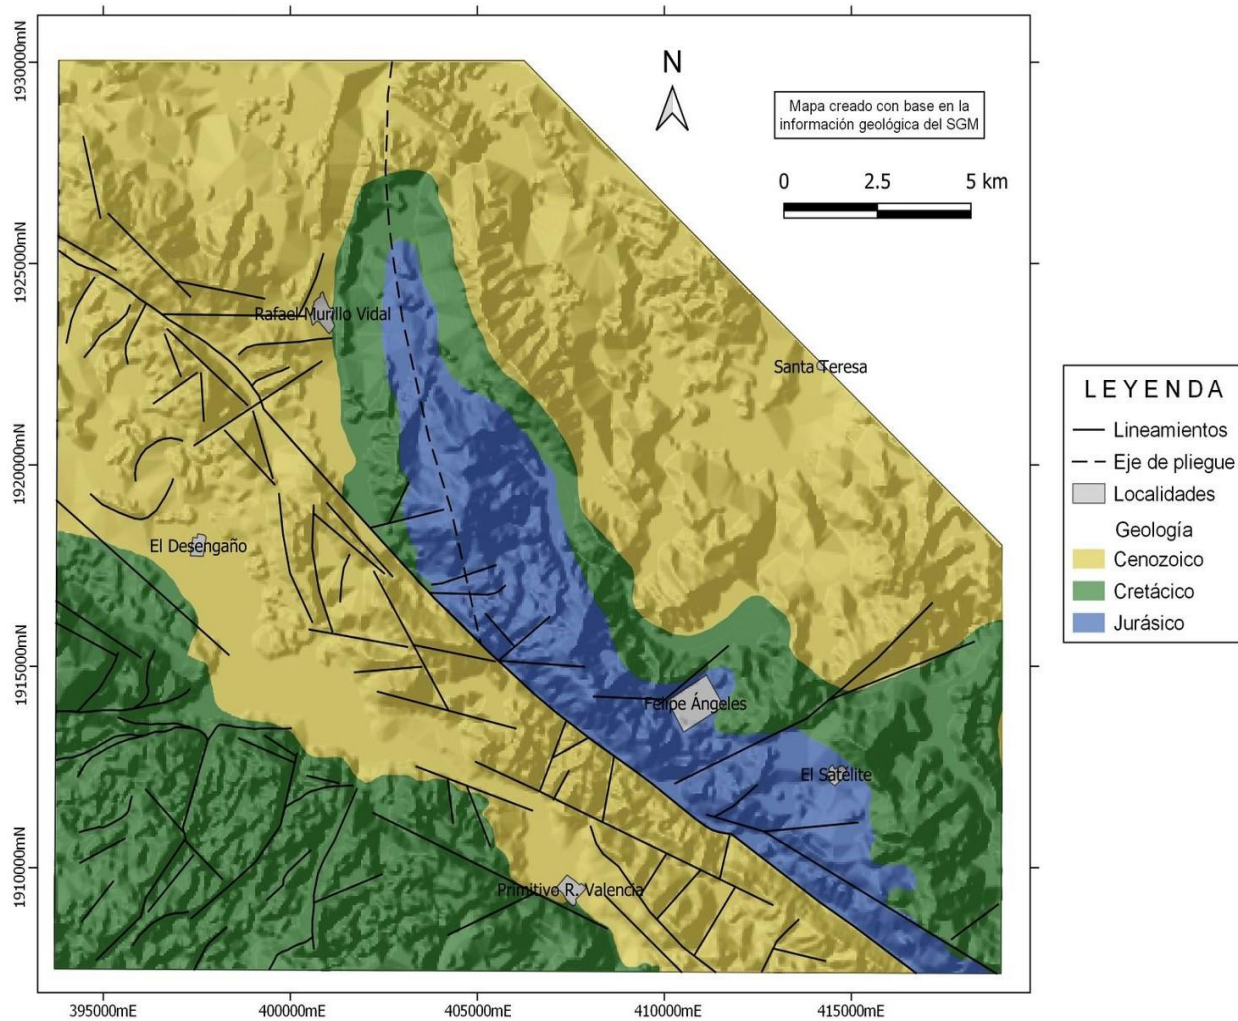 N
Mapa creado con base en la
información geológica del SGM
0 2.5 5 km
1930000mN
1925000mN
1920000mN
1915000mN
1910000mN
Rafael Murillo Vidal
Santa Teresa
El Desengaño
Felipe Ángeles
El Satélite
Primitivo R. Valencia
395000mE 400000mE 405000mE 410000mE 415000mE
LEYENDA
Lineamientos
Eje de pliegue
Localidades
Geología
Cenozoico
Cretácico
Jurásico